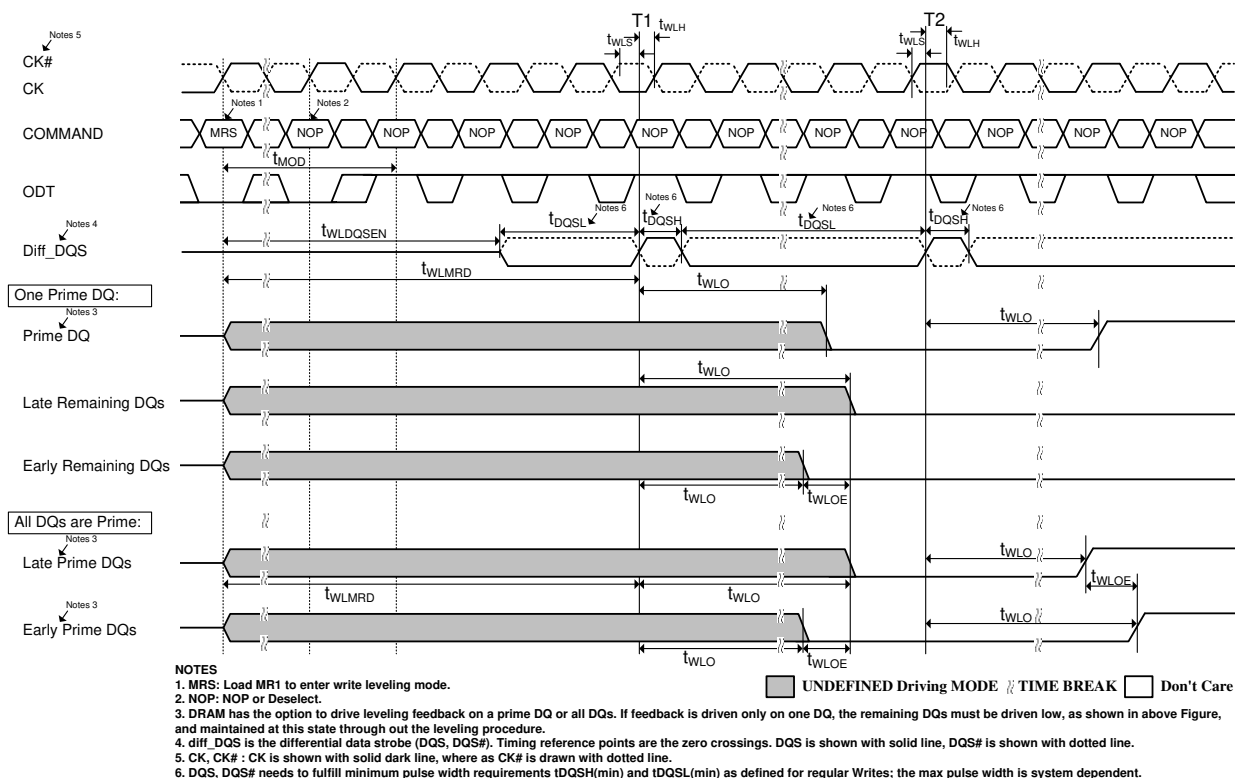 T1 T2
tWLS tWLH tWLS tWLH
Notes 5
CK#
CK
Notes 1 Notes 2
COMMAND MRS NOP NOP NOP NOP NOP NOP NOP NOP NOP NOP NOP
tMOD
ODT
Notes 6 Notes 6 Notes 6 Notes 6
tDQSL tDQSH tDQSL tDQSH
Notes 4
tWLDQSEN
Diff_DQS
tWLMRD
tWLO
One Prime DQ:
Notes 3
tWLO
Prime DQ
tWLO
Late Remaining DQs
Early Remaining DQs
tWLO tWLOE
All DQs are Prime:
Notes 3
tWLO
Late Prime DQs
tWLOE
tWLMRD tWLO
Notes 3
tWLO
Early Prime DQs
tWLO tWLOE
NOTES
1. MRS: Load MR1 to enter write leveling mode.
UNDEFINED Driving MODE TIME BREAK Don't Care
2. NOP: NOP or Deselect.
3. DRAM has the option to drive leveling feedback on a prime DQ or all DQs. If feedback is driven only on one DQ, the remaining DQs must be driven low, as shown in above Figure,
and maintained at this state through out the leveling procedure.
4. diff_DQS is the differential data strobe (DQS, DQS#). Timing reference points are the zero crossings. DQS is shown with solid line, DQS# is shown with dotted line.
5. CK, CK# : CK is shown with solid dark line, where as CK# is drawn with dotted line.
6. DQS, DQS# needs to fulfill minimum pulse width requirements tDQSH(min) and tDQSL(min) as defined for regular Writes; the max pulse width is system dependent.